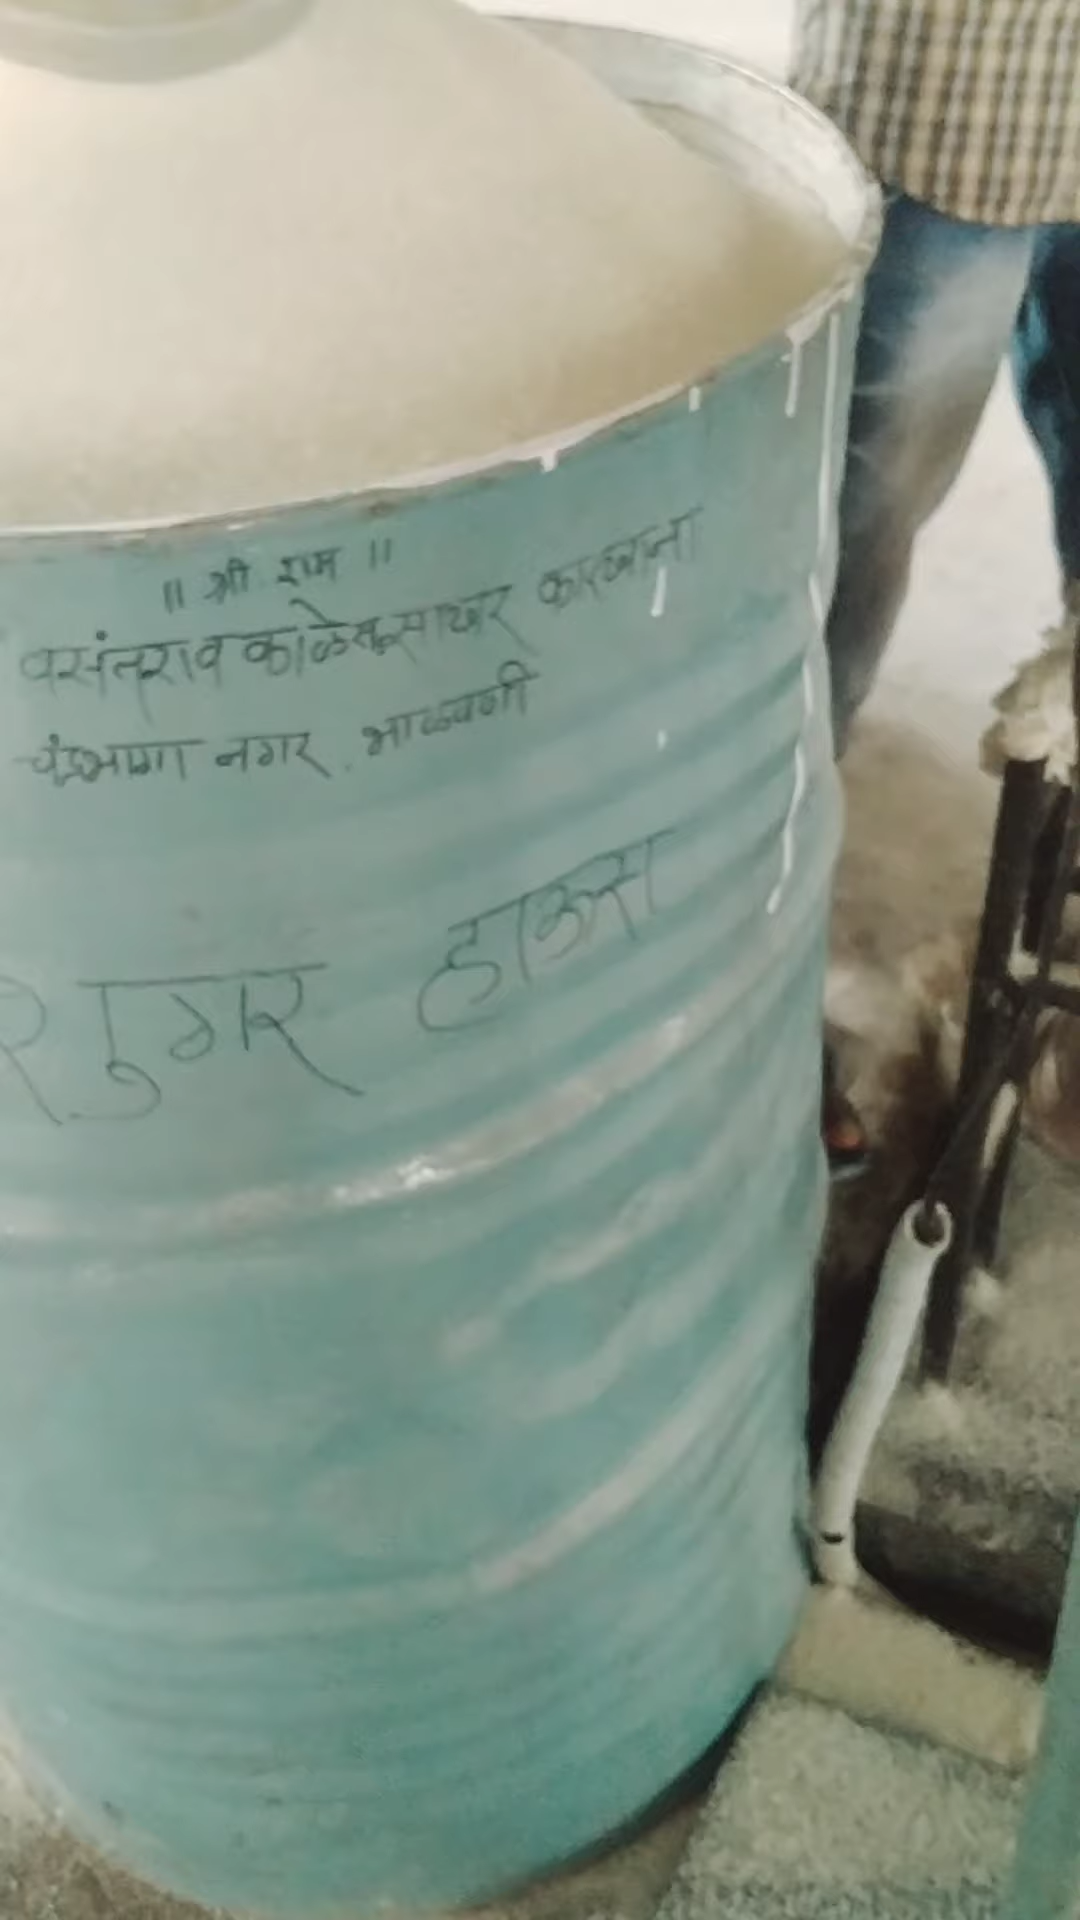 ॥ श्री राम ॥
वसंतराव काळे स.साखर कारखाना
चंद्रभागा नगर . भाळवणी
शुगर हाऊस